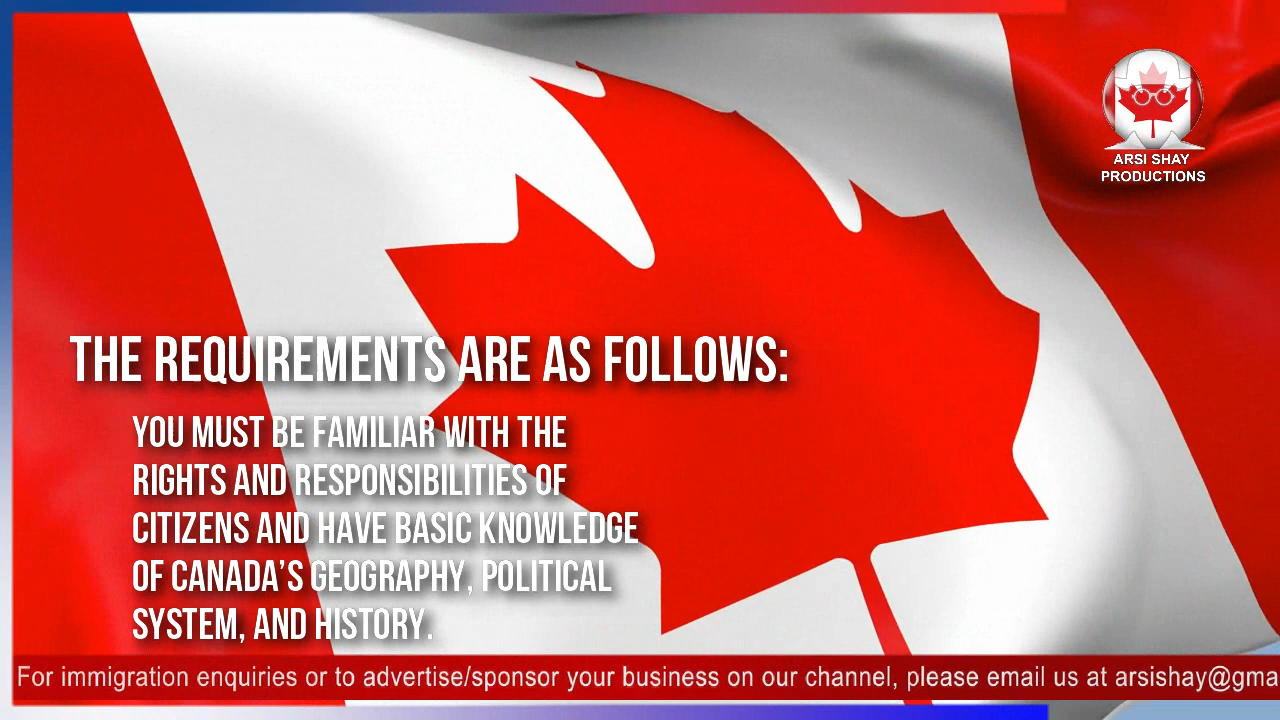 ARSI SHAY
PRODUCTIONS
THE REQUIREMENTS ARE AS FOLLOWS:
YOU MUST BE FAMILIAR WITH THE
RIGHTS AND RESPONSIBILITIES OF
CITIZENS AND HAVE BASIC KNOWLEDGE
OF CANADA'S GEOGRAPHY, POLITICAL
SYSTEM, AND HISTORY.
For immigration enquiries or to advertise/sponsor your business on our channel, please email us at arsishay@gma